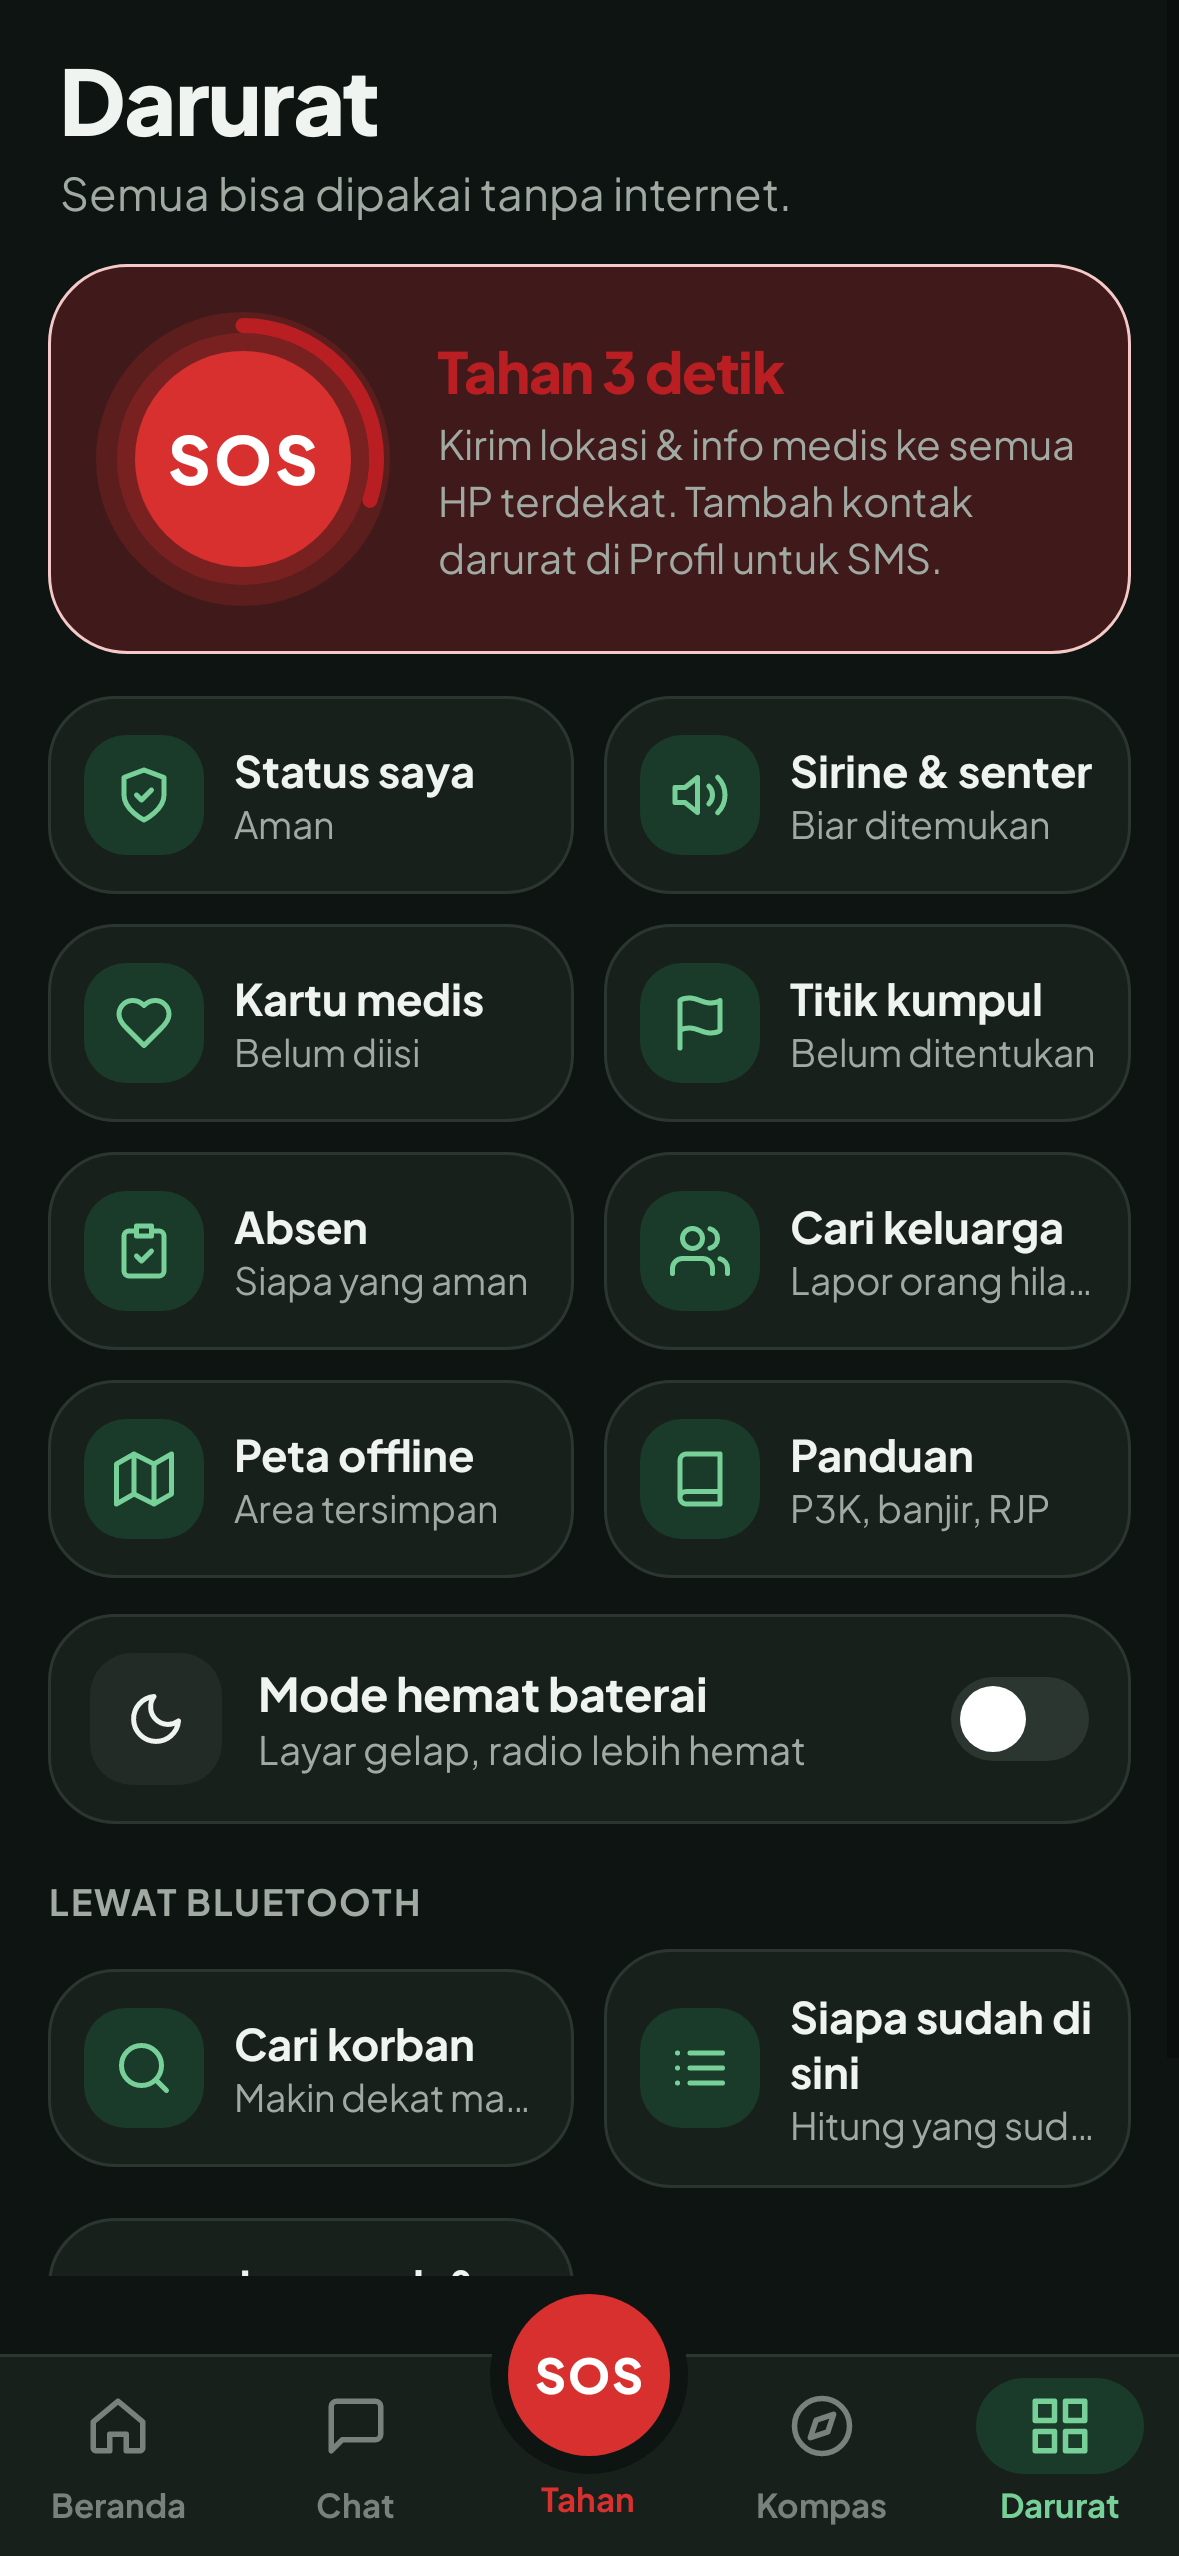 Darurat
Semua bisa dipakai tanpa internet.
SOS
Tahan 3 detik
Kirim lokasi & info medis ke semua
HP terdekat. Tambah kontak
darurat di Profil untuk SMS.
Status saya
Aman
Sirine & senter
Biar ditemukan
Kartu medis
Belum diisi
Titik kumpul
Belum ditentukan
Absen
Siapa yang aman
Cari keluarga
Lapor orang hila...
Peta offline
Area tersimpan
Panduan
P3K, banjir, RJP
Mode hemat baterai
Layar gelap, radio lebih hemat
LEWAT BLUETOOTH
Cari korban
Makin dekat ma...
Siapa sudah di
sini
Hitung yang sud...
SOS
Beranda
Chat
Tahan
Kompas
Darurat